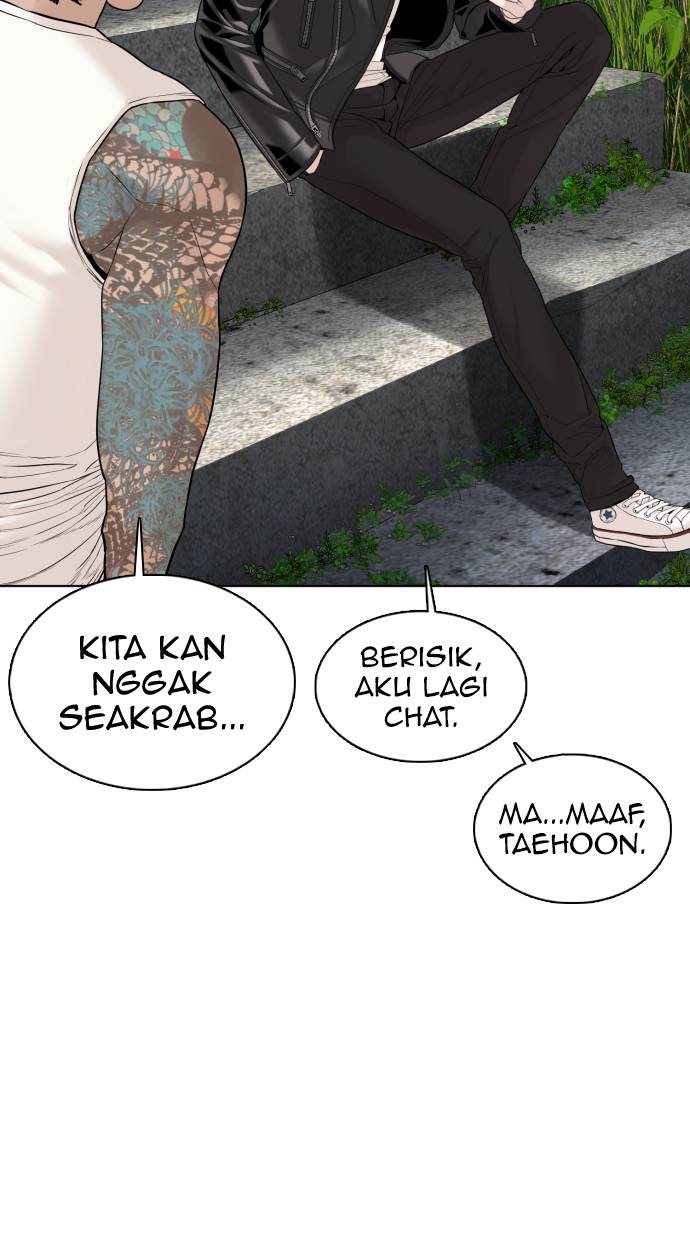 KITA KAN
NGGAK
SEAKRAB...
BERISIK,
AKU LAGI
CHAT.
MA...MAAF,
TAEHOON.